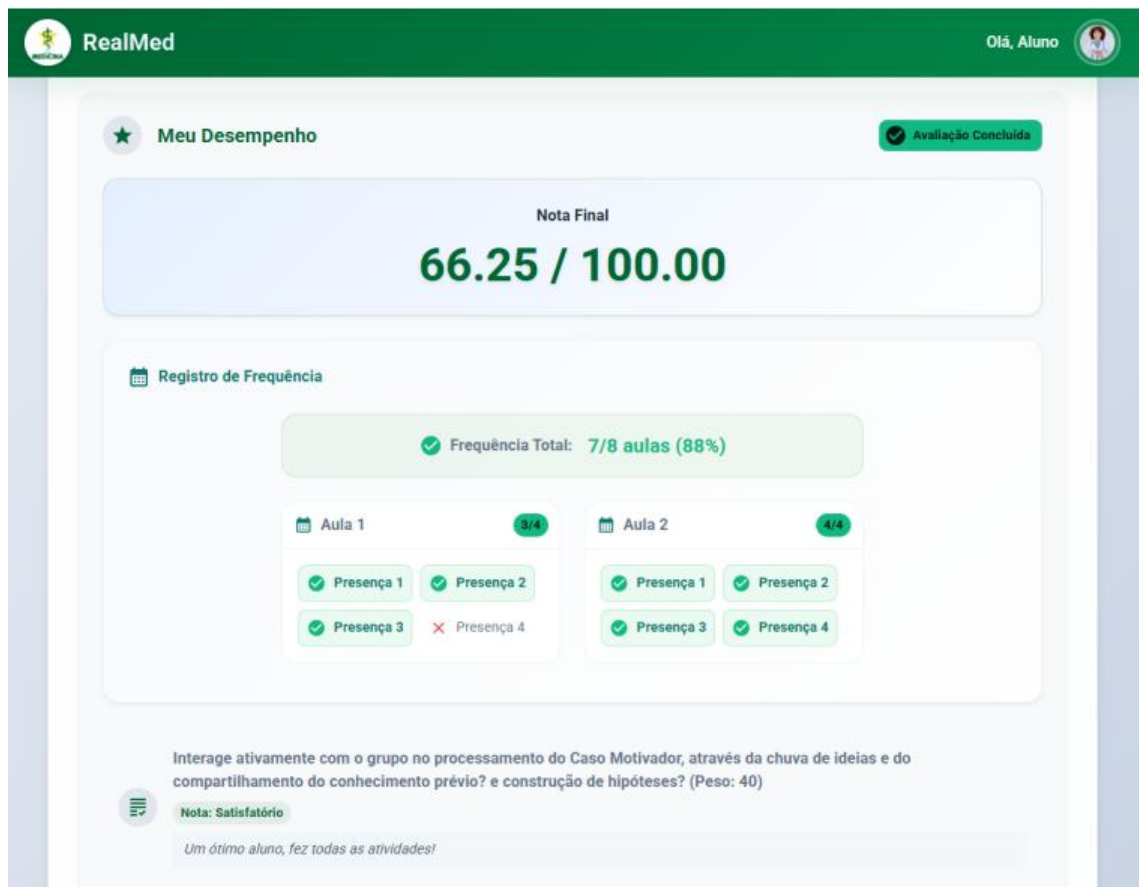 MEDICINA
RealMed
Olá, Aluno
Meu Desempenho
Avaliação Concluída
Nota Final
66.25 / 100.00
Registro de Frequência
Frequência Total: 7/8 aulas (88%)
Aula 1
3/4
Presença 1
Presença 2
Presença 3
Presença 4
Aula 2
4/4
Presença 1
Presença 2
Presença 3
Presença 4
Interage ativamente com o grupo no processamento do Caso Motivador, através da chuva de ideias e do
compartilhamento do conhecimento prévio? e construção de hipóteses? (Peso: 40)
Nota: Satisfatório
Um ótimo aluno, fez todas as atividades!